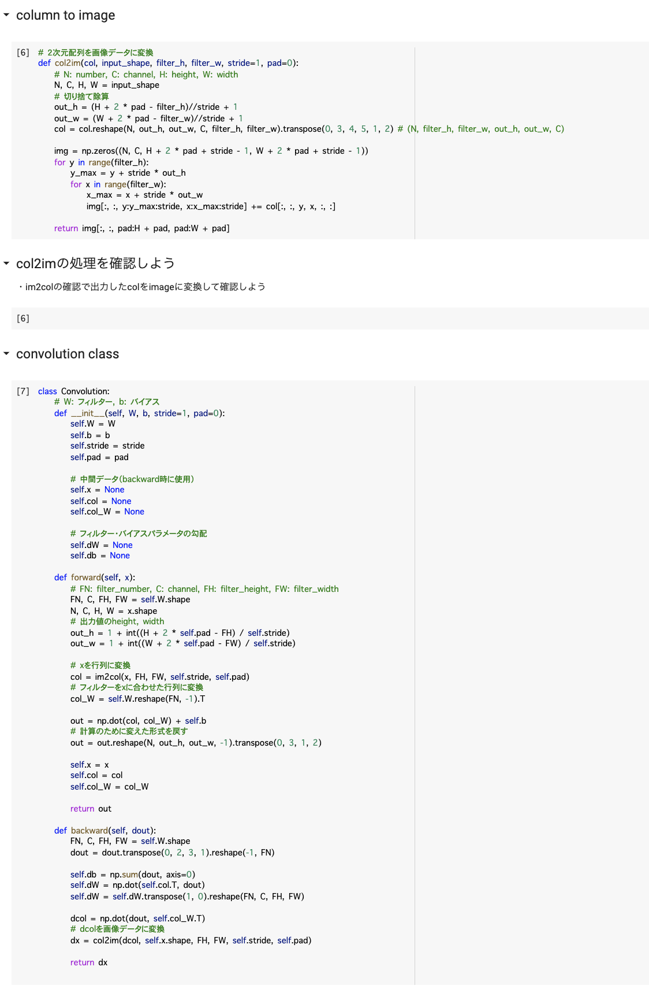 column to image
[6] # 2次元配列を画像データに変換
def col2im(col, input_shape, filter_h, filter_w, stride=1, pad=0):
    # N: number, C: channel, H: height, W: width
    N, C, H, W = input_shape
    # 切り捨て除算
    out_h = (H + 2 * pad - filter_h)//stride + 1
    out_w = (W + 2 * pad - filter_w)//stride + 1
    col = col.reshape(N, out_h, out_w, C, filter_h, filter_w).transpose(0, 3, 4, 5, 1, 2) # (N, filter_h, filter_w, out_h, out_w, C)
    img = np.zeros((N, C, H + 2 * pad + stride - 1, W + 2 * pad + stride - 1))
    for y in range(filter_h):
        y_max = y + stride * out_h
        for x in range(filter_w):
            x_max = x + stride * out_w
            img[:, :, y:y_max:stride, x:x_max:stride] += col[:, :, y, x, :, :]
    return img[:, :, pad:H + pad, pad:W + pad]
col2imの処理を確認しよう
・im2colの確認で出力したcolをimageに変換して確認しよう
[6]
convolution class
[7] class Convolution:
    # W: フィルター, b: バイアス
    def __init__(self, W, b, stride=1, pad=0):
        self.W = W
        self.b = b
        self.stride = stride
        self.pad = pad
        # 中間データ(backward時に使用)
        self.x = None
        self.col = None
        self.col_W = None
        # フィルター・バイアスパラメータの勾配
        self.dW = None
        self.db = None
    def forward(self, x):
        # FN: filter_number, C: channel, FH: filter_height, FW: filter_width
        FN, C, FH, FW = self.W.shape
        N, C, H, W = x.shape
        # 出力値のheight, width
        out_h = 1 + int((H + 2 * self.pad - FH) / self.stride)
        out_w = 1 + int((W + 2 * self.pad - FW) / self.stride)
        # xを行列に変換
        col = im2col(x, FH, FW, self.stride, self.pad)
        # フィルターをxに合わせた行列に変換
        col_W = self.W.reshape(FN, -1).T
        out = np.dot(col, col_W) + self.b
        # 計算のために変えた形式を戻す
        out = out.reshape(N, out_h, out_w, -1).transpose(0, 3, 1, 2)
        self.x = x
        self.col = col
        self.col_W = col_W
        return out
    def backward(self, dout):
        FN, C, FH, FW = self.W.shape
        dout = dout.transpose(0, 2, 3, 1).reshape(-1, FN)
        self.db = np.sum(dout, axis=0)
        self.dW = np.dot(self.col.T, dout)
        self.dW = self.dW.transpose(1, 0).reshape(FN, C, FH, FW)
        dcol = np.dot(dout, self.col_W.T)
        # dcolを画像データに変換
        dx = col2im(dcol, self.x.shape, FH, FW, self.stride, self.pad)
        return dx